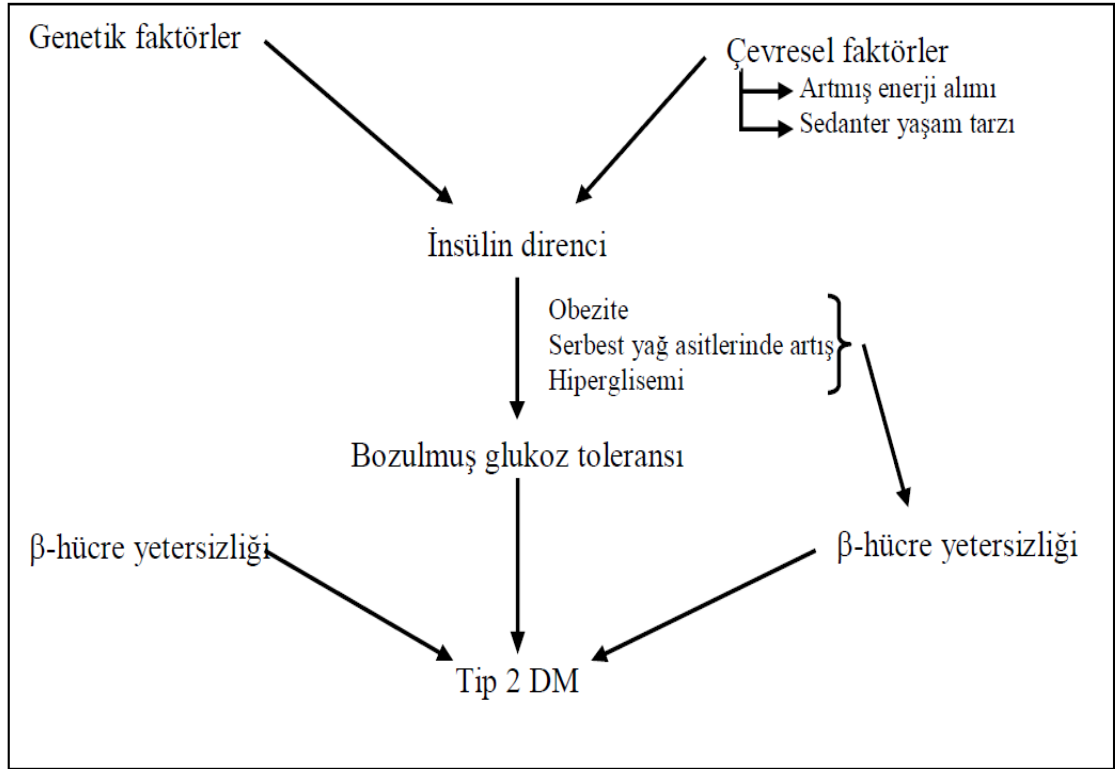 Genetik faktörler
Çevresel faktörler
Artmış enerji alımı
Sedanter yaşam tarzı
İnsülin direnci
Obezite
Serbest yağ asitlerinde artış
Hiperglisemi
Bozulmuş glukoz toleransı
β-hücre yetersizliği
β-hücre yetersizliği
Tip 2 DM